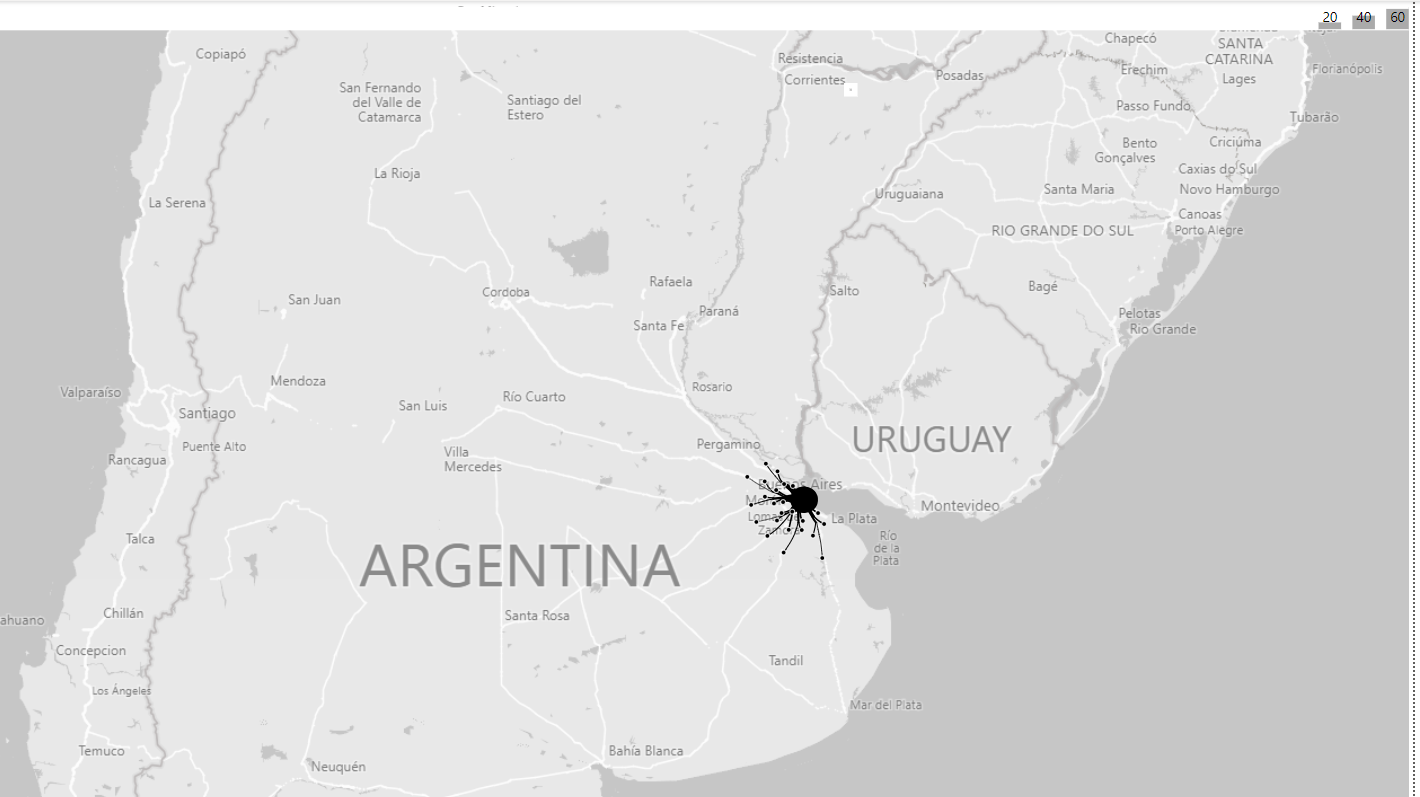 20 40 60
Copiapó
Resistencia
Corrientes
Posadas
Chapecó
SANTA
CATARINA
Erechim
Lages
Florianópolis
San Fernando
del Valle de
Catamarca
Santiago del
Estero
Passo Fundo
Tubarão
Bento
Gonçalves
Criciúma
La Rioja
Caxias do Sul
La Serena
Uruguaiana
Santa Maria
Novo Hamburgo
Canoas
Porto Alegre
RIO GRANDE DO SUL
Rafaela
Cordoba
Salto
Bagé
San Juan
Santa Fe
Paraná
Pelotas
Rio Grande
Valparaíso
Mendoza
Rosario
Santiago
San Luis
Río Cuarto
Puente Alto
Pergamino
URUGUAY
Rancagua
Villa
Mercedes
Buenos Aires
Montevideo
La Plata
Talca
Río
de la
Plata
ARGENTINA
Chillán
Santa Rosa
Concepcion
Tandil
Los Ángeles
Mar del Plata
Temuco
Bahía Blanca
Neuquén